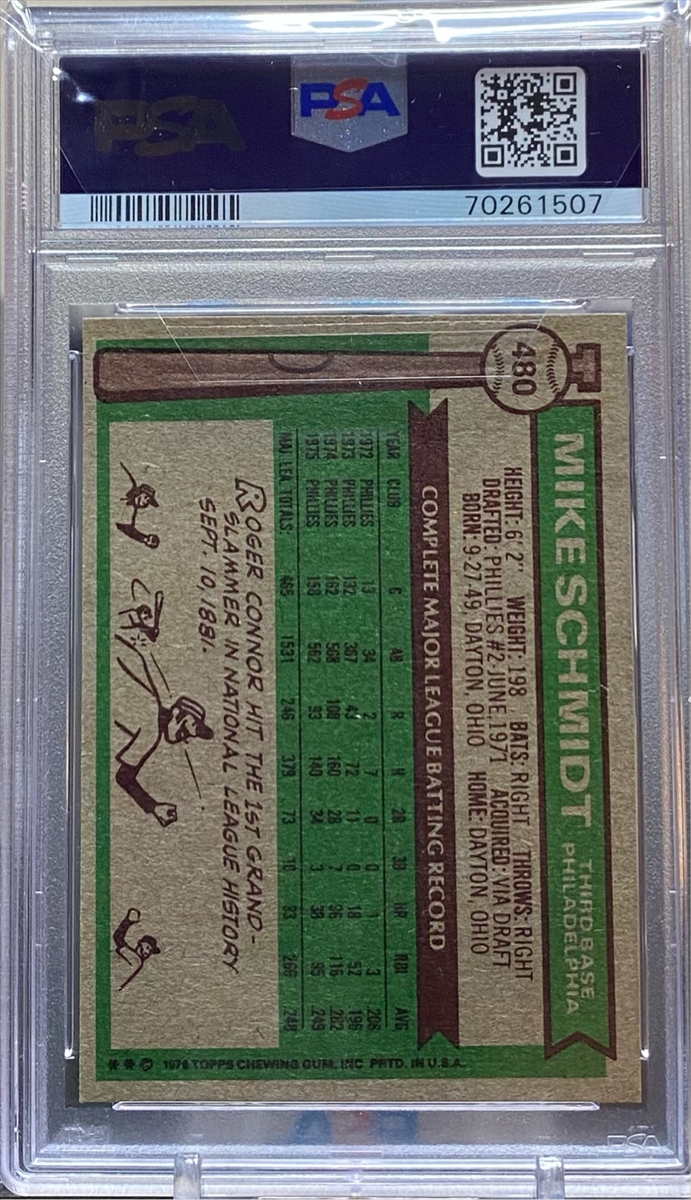 PSA
PSA
70261507
480
MIKE SCHMIDT
THIRD BASE
PHILADELPHIA
HEIGHT: 6' 2" WEIGHT: 198 BATS: RIGHT THROWS: RIGHT
DRAFTED: PHILLIES #2-JUNE, 1971 ACQUIRED: VIA DRAFT
BORN: 9-27-49, DAYTON, OHIO HOME: DAYTON, OHIO
COMPLETE MAJOR LEAGUE BATTING RECORD
YEAR CLUB G AB R H 2B 3B HR RBI AVG
1972 PHILLIES 13 34 2 7 0 0 1 3 .206
1973 PHILLIES 132 367 43 72 11 0 18 52 .196
1974 PHILLIES 162 568 108 160 28 7 36 116 .282
1975 PHILLIES 158 562 93 140 34 3 38 95 .249
MAJ. LEA. TOTALS: 465 1531 246 379 73 10 93 266 .248
ROGER CONNOR HIT THE 1ST GRAND-
SLAMMER IN NATIONAL LEAGUE HISTORY
SEPT. 10, 1881.
** © 1976 TOPPS CHEWING GUM, INC. PRTD. IN U.S.A.
PSA